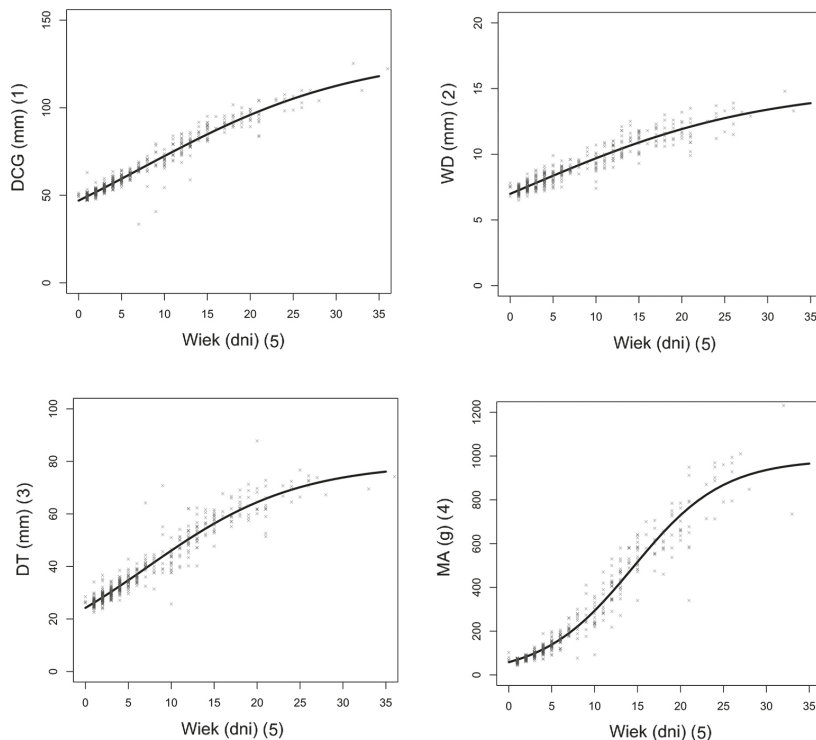 150
100
50
0
DCG (mm) (1)
0 5 10 15 20 25 30 35
Wiek (dni) (5)
20
15
10
5
0
WD (mm) (2)
0 5 10 15 20 25 30 35
Wiek (dni) (5)
100
80
60
40
20
0
DT (mm) (3)
0 5 10 15 20 25 30 35
Wiek (dni) (5)
1200
1000
800
600
400
200
0
MA (g) (4)
0 5 10 15 20 25 30 35
Wiek (dni) (5)